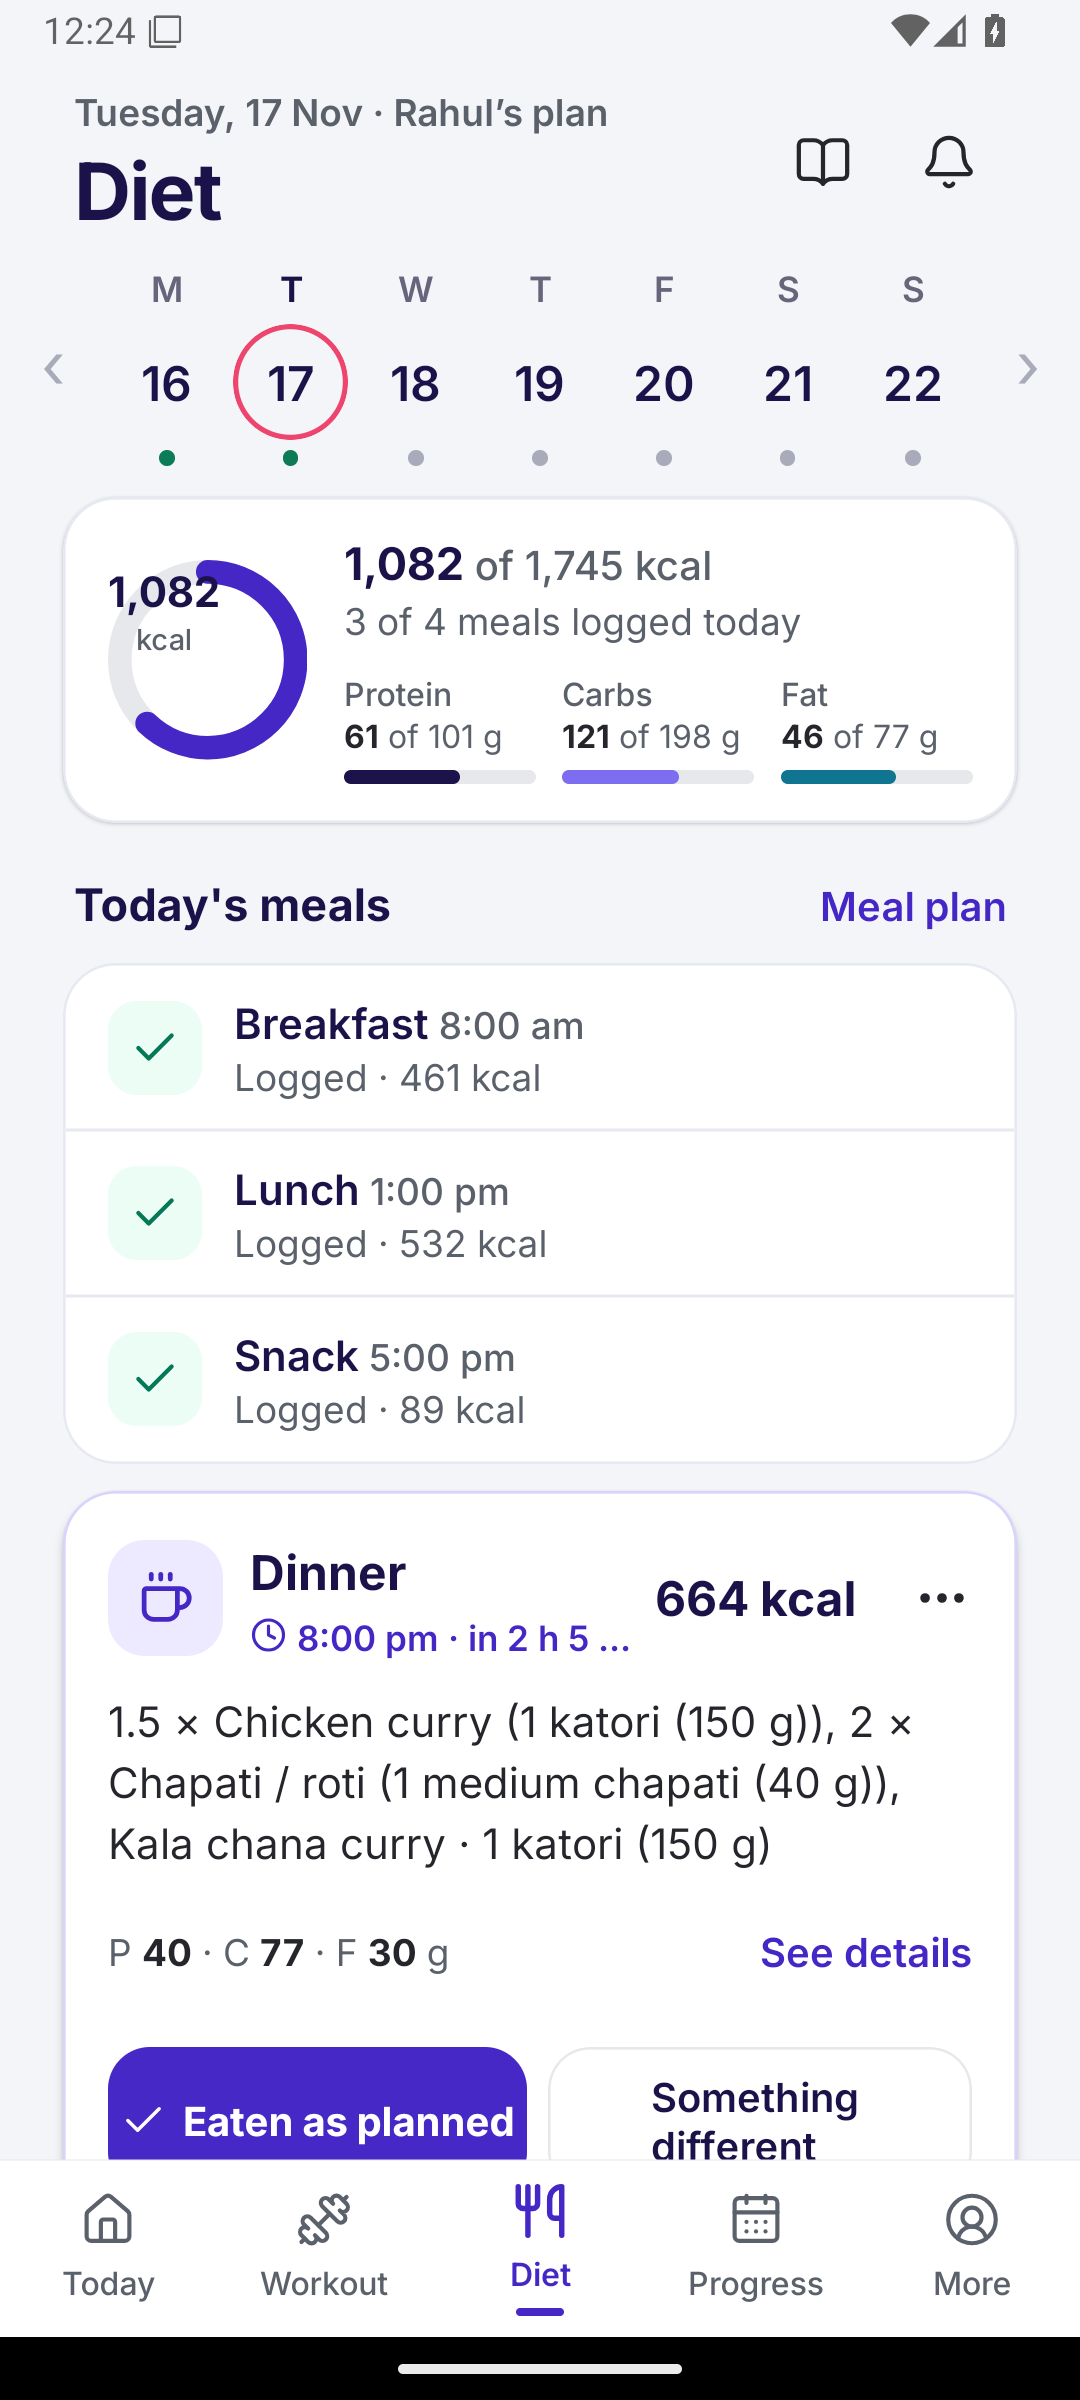 12:24
Tuesday, 17 Nov · Rahul’s plan
Diet
M T W T F S S
‹ 16 17 18 19 20 21 22 ›
1,082
kcal
1,082 of 1,745 kcal
3 of 4 meals logged today
Protein Carbs Fat
61 of 101 g 121 of 198 g 46 of 77 g
Today's meals Meal plan
Breakfast 8:00 am
Logged · 461 kcal
Lunch 1:00 pm
Logged · 532 kcal
Snack 5:00 pm
Logged · 89 kcal
Dinner
664 kcal
8:00 pm · in 2 h 5 ...
1.5 × Chicken curry (1 katori (150 g)), 2 ×
Chapati / roti (1 medium chapati (40 g)),
Kala chana curry · 1 katori (150 g)
P 40 · C 77 · F 30 g See details
Eaten as planned
Something
different
Today Workout Diet Progress More